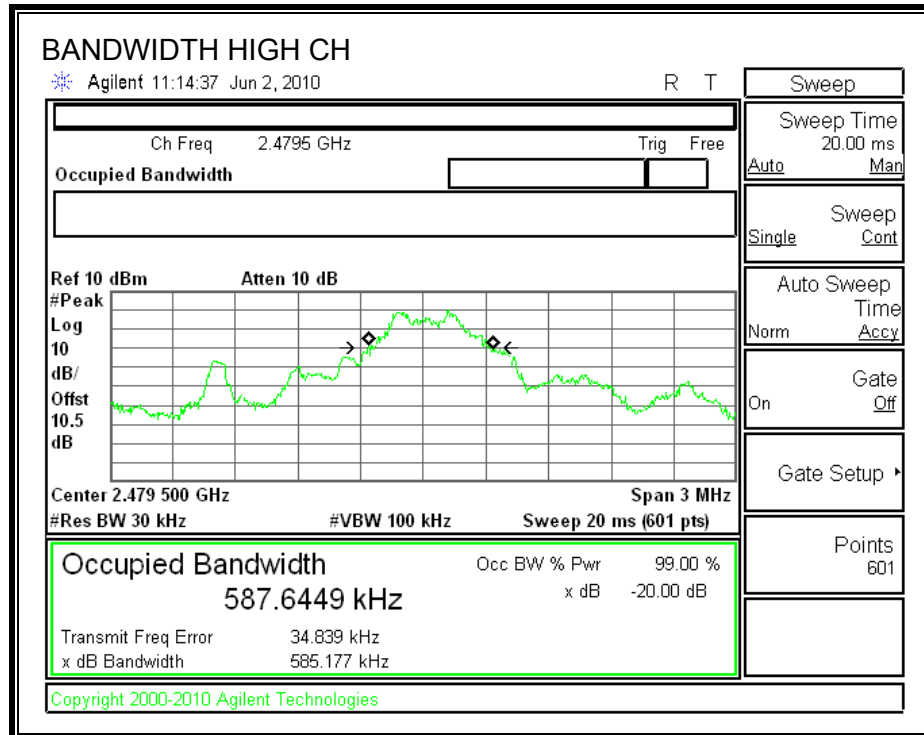 BANDWIDTH HIGH CH
Agilent 11:14:37 Jun 2, 2010 R T
Ch Freq 2.4795 GHz Trig Free
Occupied Bandwidth
Ref 10 dBm Atten 10 dB
#Peak
Log
10
dB/
Offst
10.5
dB
Center 2.479 500 GHz Span 3 MHz
#Res BW 30 kHz #VBW 100 kHz Sweep 20 ms (601 pts)
Occupied Bandwidth
587.6449 kHz
Occ BW % Pwr 99.00 %
x dB -20.00 dB
Transmit Freq Error 34.839 kHz
x dB Bandwidth 585.177 kHz
Copyright 2000-2010 Agilent Technologies
Sweep
Sweep Time
20.00 ms
Auto Man
Sweep
Single Cont
Auto Sweep
Time
Norm Accy
Gate
On Off
Gate Setup
Points
601